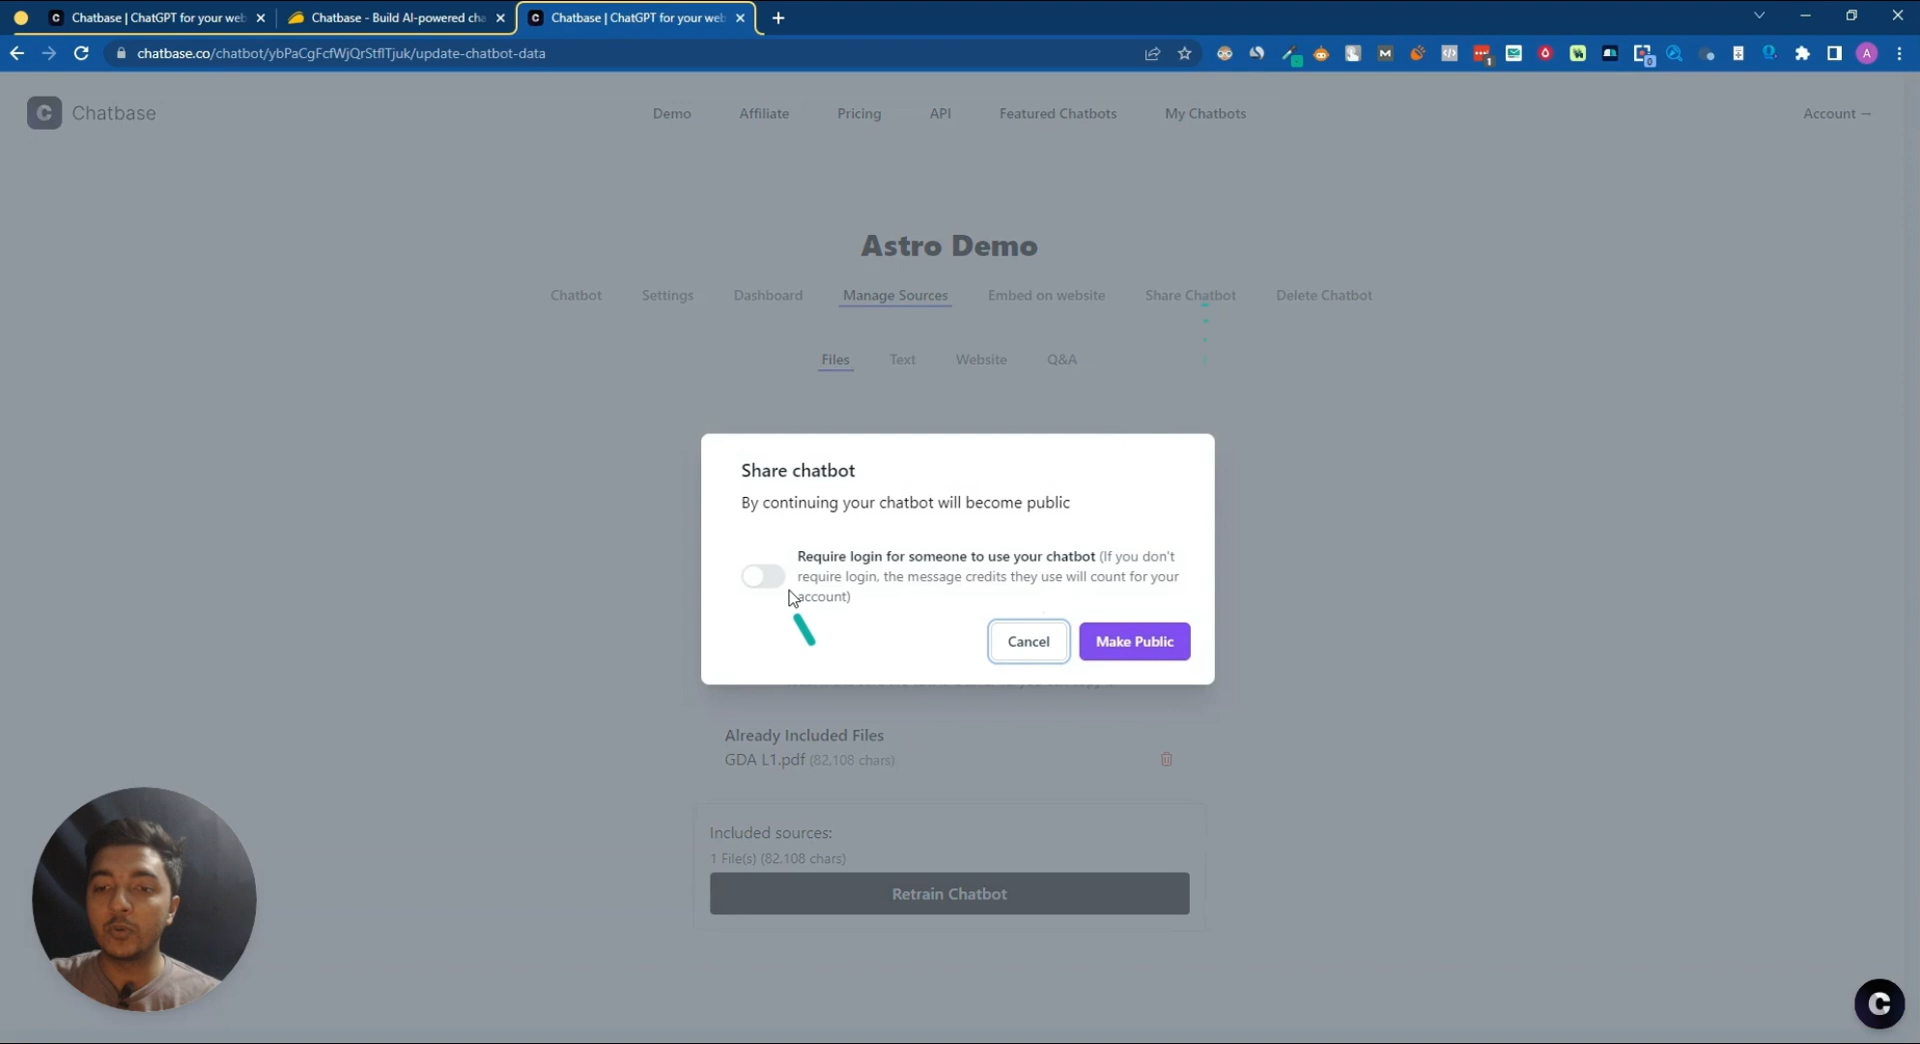 Chatbase | ChatGPT for your web
Chatbase - Build AI-powered cha
Chatbase | ChatGPT for your web
chatbase.co/chatbot/ybPaCgFcfWjQrStflTjuk/update-chatbot-data
M
1
0
A
C Chatbase
Demo
Affiliate
Pricing
API
Featured Chatbots
My Chatbots
Account →
Astro Demo
Chatbot
Settings
Dashboard
Manage Sources
Embed on website
Share Chatbot
Delete Chatbot
Files
Text
Website
Q&A
Share chatbot
By continuing your chatbot will become public
Require login for someone to use your chatbot (If you don't
require login, the message credits they use will count for your
account)
Cancel
Make Public
Already Included Files
GDA L1.pdf (82,108 chars)
Included sources:
1 File(s) (82,108 chars)
Retrain Chatbot
C